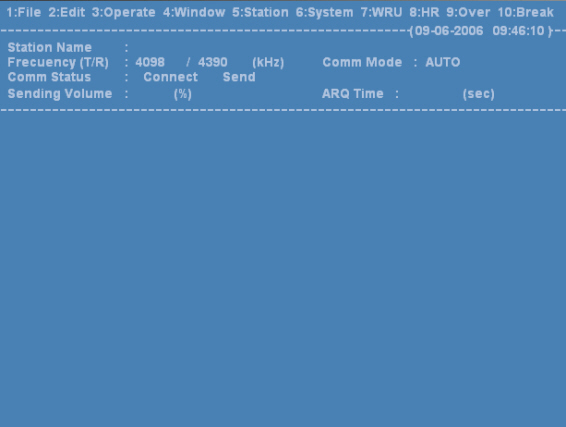 1:File 2:Edit 3:Operate 4:Window 5:Station 6:System 7:WRU 8:HR 9:Over 10:Break
(09-06-2006 09:46:10)
Station Name :
Frecuency (T/R) : 4098 / 4390 (kHz) Comm Mode : AUTO
Comm Status : Connect Send
Sending Volume : (%) ARQ Time : (sec)